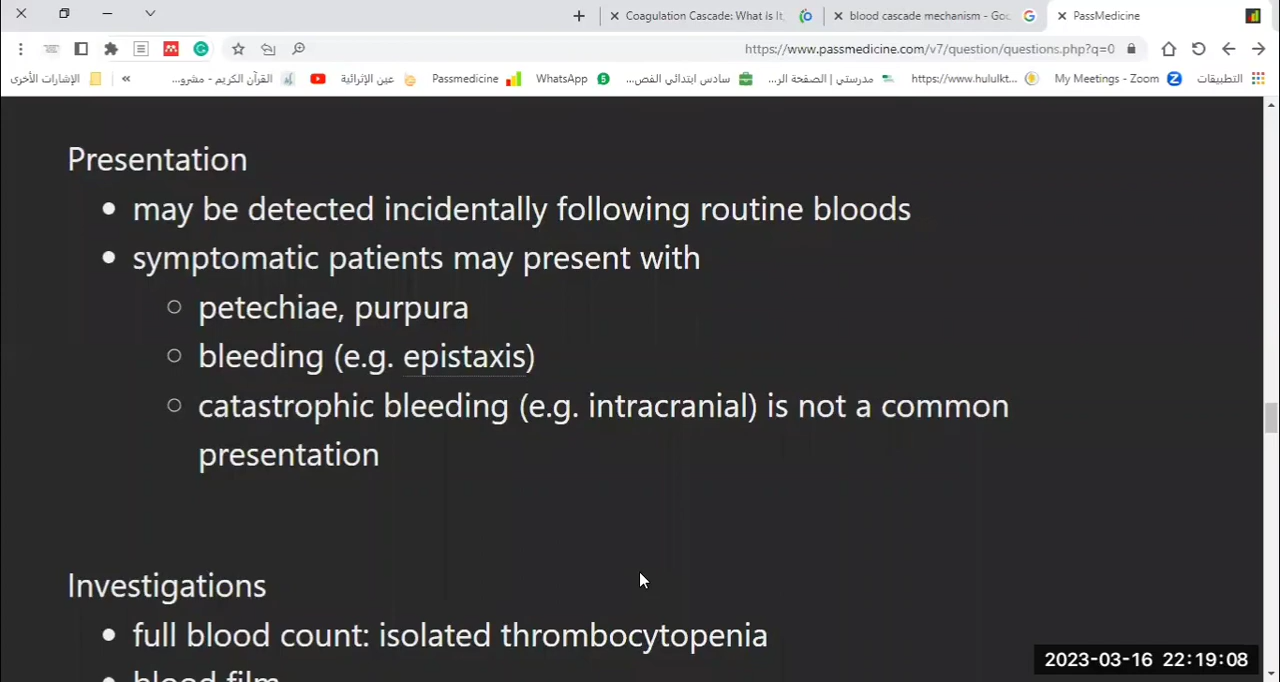 Coagulation Cascade: What is It,
blood cascade mechanism - Goo
PassMedicine
https://www.passmedicine.com/v7/question/questions.php?q=0
الإشارات الأخرى
القرآن الكريم - مشرو...
عين الإثرائية
Passmedicine
WhatsApp
سادس ابتدائي الفص...
مدرستي | الصفحة الر...
https://www.hululkt...
My Meetings - Zoom
التطبيقات
Presentation
• may be detected incidentally following routine bloods
• symptomatic patients may present with
○ petechiae, purpura
○ bleeding (e.g. epistaxis)
○ catastrophic bleeding (e.g. intracranial) is not a common
presentation
Investigations
• full blood count: isolated thrombocytopenia
• blood film
2023-03-16 22:19:08